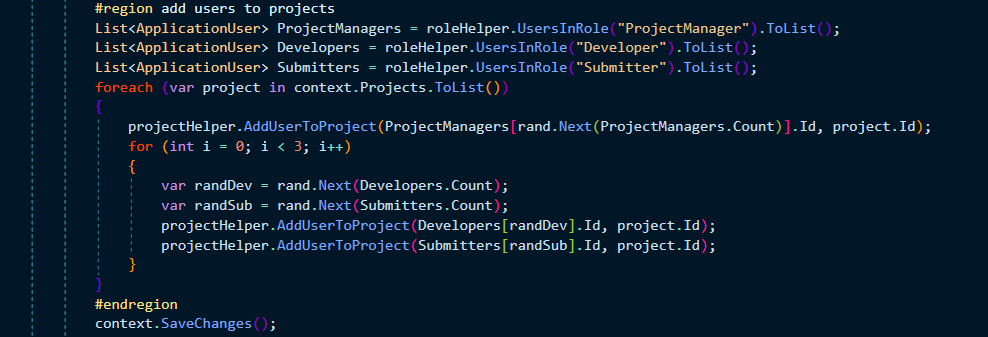 #region add users to projects
List<ApplicationUser> ProjectManagers = roleHelper.UsersInRole("ProjectManager").ToList();
List<ApplicationUser> Developers = roleHelper.UsersInRole("Developer").ToList();
List<ApplicationUser> Submitters = roleHelper.UsersInRole("Submitter").ToList();
foreach (var project in context.Projects.ToList())
{
    projectHelper.AddUserToProject(ProjectManagers[rand.Next(ProjectManagers.Count)].Id, project.Id);
    for (int i = 0; i < 3; i++)
    {
        var randDev = rand.Next(Developers.Count);
        var randSub = rand.Next(Submitters.Count);
        projectHelper.AddUserToProject(Developers[randDev].Id, project.Id);
        projectHelper.AddUserToProject(Submitters[randSub].Id, project.Id);
    }
}
#endregion
context.SaveChanges();